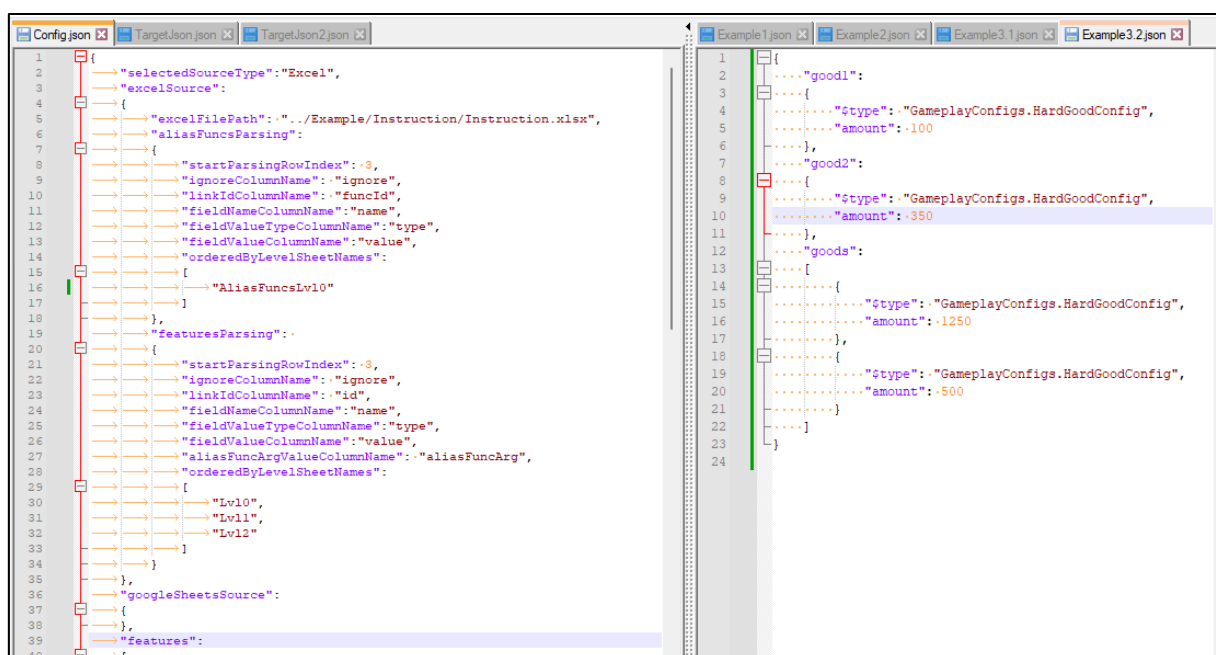 Config.json
TargetJson.json
TargetJson2.json
1 {
2 "selectedSourceType":"Excel",
3 "excelSource":
4 {
5 "excelFilePath": "../Example/Instruction/Instruction.xlsx",
6 "aliasFuncsParsing":
7 {
8 "startParsingRowIndex": 3,
9 "ignoreColumnName": "ignore",
10 "linkIdColumnName": "funcId",
11 "fieldNameColumnName":"name",
12 "fieldValueTypeColumnName":"type",
13 "fieldValueColumnName":"value",
14 "orderedByLevelSheetNames":
15 [
16 "AliasFuncsLvl0"
17 ]
18 },
19 "featuresParsing":
20 {
21 "startParsingRowIndex": 3,
22 "ignoreColumnName": "ignore",
23 "linkIdColumnName": "id",
24 "fieldNameColumnName":"name",
25 "fieldValueTypeColumnName":"type",
26 "fieldValueColumnName":"value",
27 "aliasFuncArgValueColumnName": "aliasFuncArg",
28 "orderedByLevelSheetNames":
29 [
30 "Lvl0",
31 "Lvl1",
32 "Lvl2"
33 ]
34 }
35 },
36 "googleSheetsSource":
37 {
38 },
39 "features":
Example1.json
Example2.json
Example3.1.json
Example3.2.json
1 {
2 "good1":
3 {
4 "$type": "GameplayConfigs.HardGoodConfig",
5 "amount": 100
6 },
7 "good2":
8 {
9 "$type": "GameplayConfigs.HardGoodConfig",
10 "amount": 350
11 },
12 "goods":
13 [
14 {
15 "$type": "GameplayConfigs.HardGoodConfig",
16 "amount": 1250
17 },
18 {
19 "$type": "GameplayConfigs.HardGoodConfig",
20 "amount": 500
21 }
22 ]
23 }
24